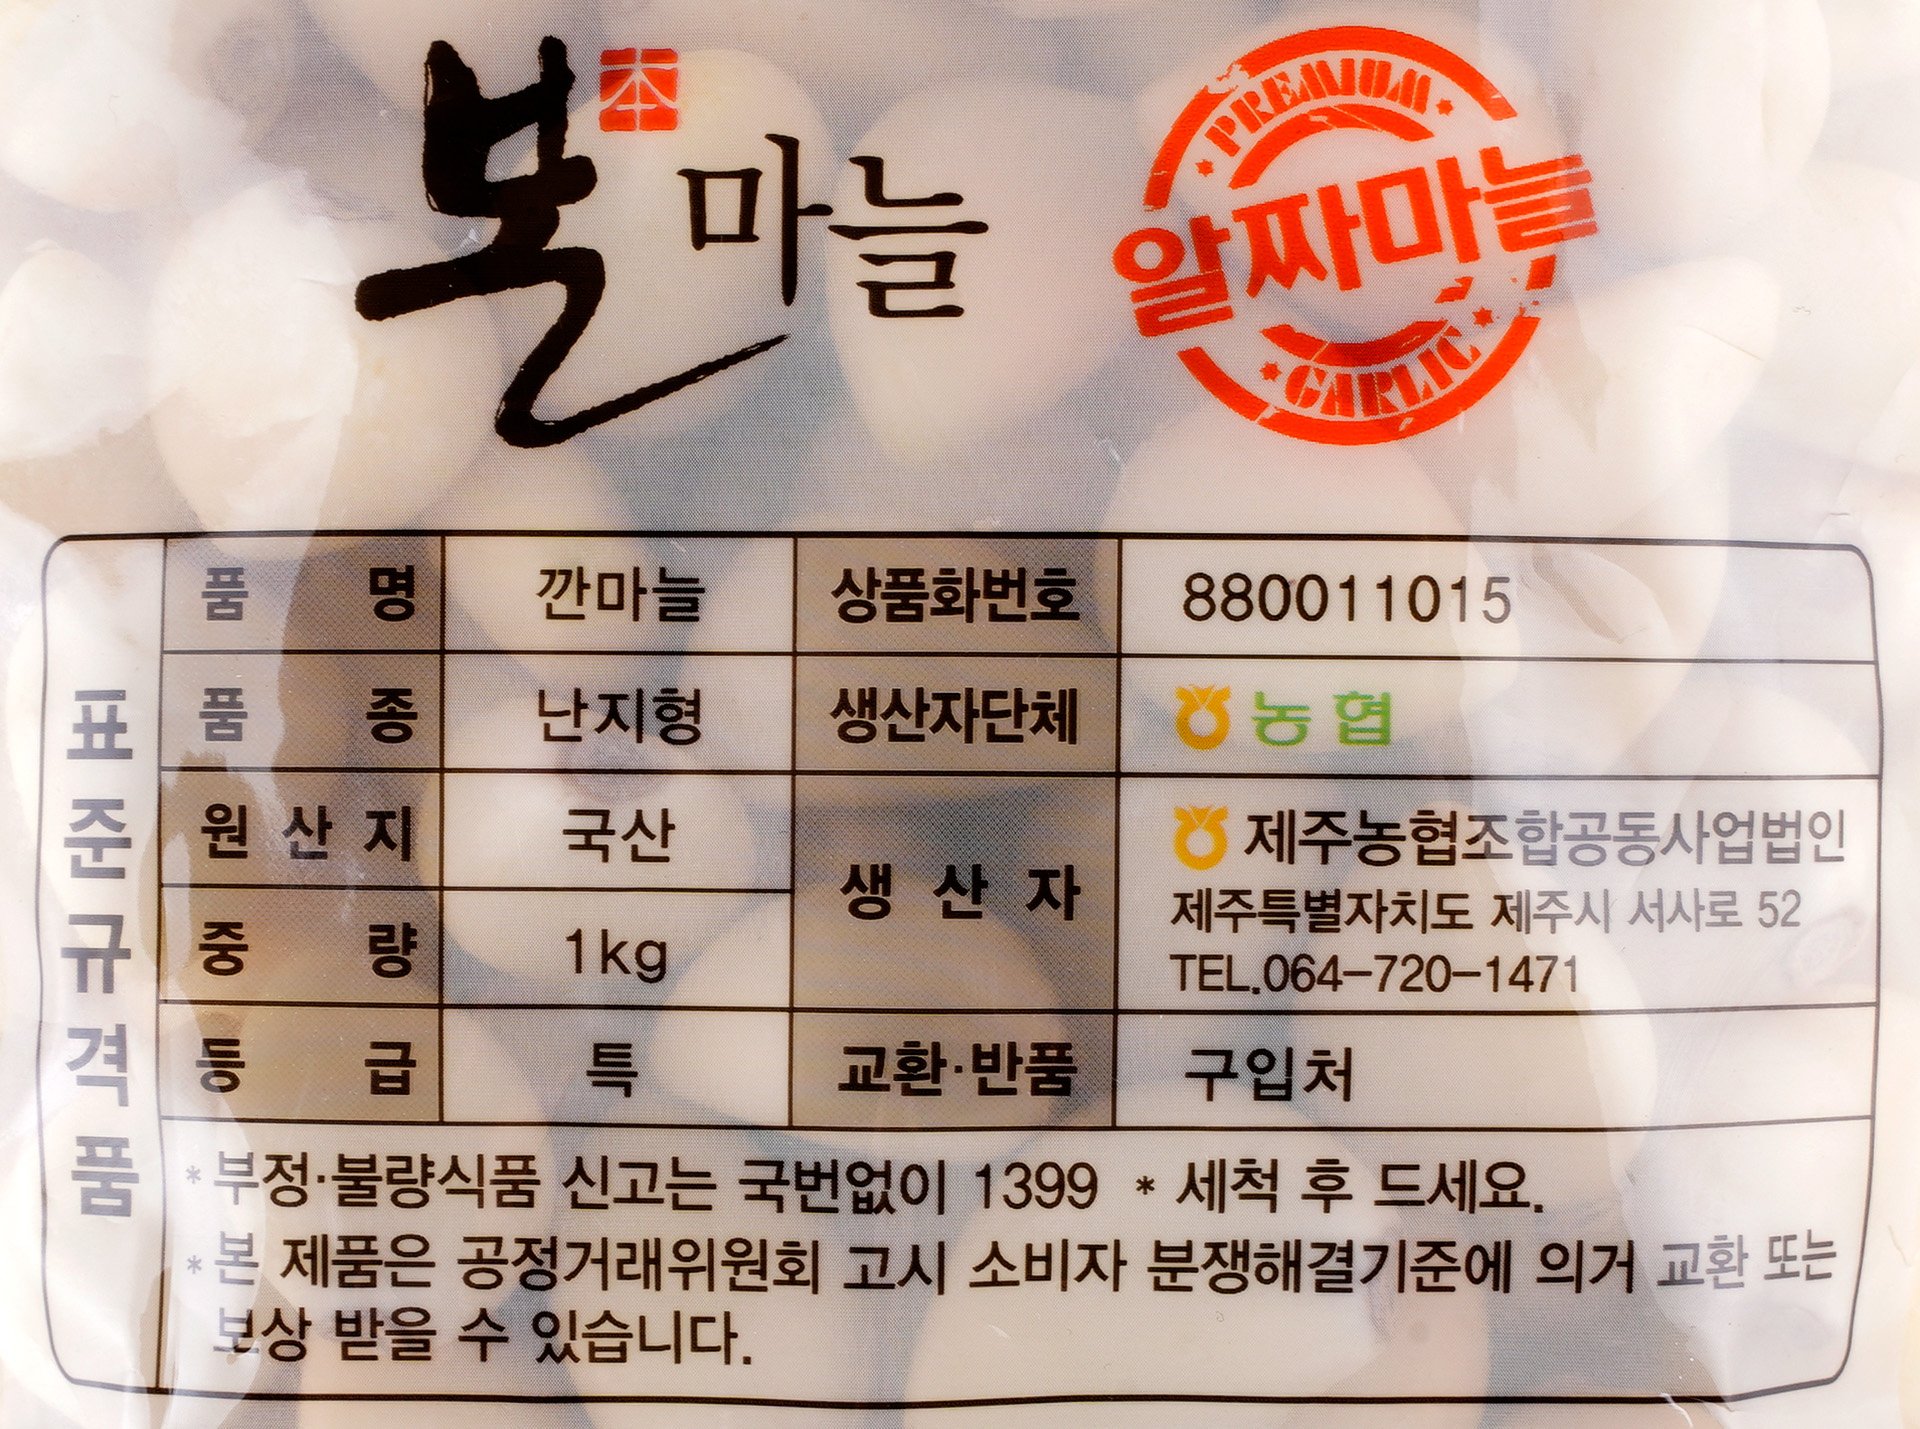 본마늘
本
PREMIUM
알짜마늘
GARLIC
표준규격품
품명 깐마늘 상품화번호 880011015
품종 난지형 생산자단체 농협
원산지 국산 생산자 제주농협조합공동사업법인
제주특별자치도 제주시 서사로 52
중량 1kg TEL.064-720-1471
등급 특 교환·반품 구입처
* 부정·불량식품 신고는 국번없이 1399 * 세척 후 드세요.
* 본 제품은 공정거래위원회 고시 소비자 분쟁해결기준에 의거 교환 또는
보상 받을 수 있습니다.